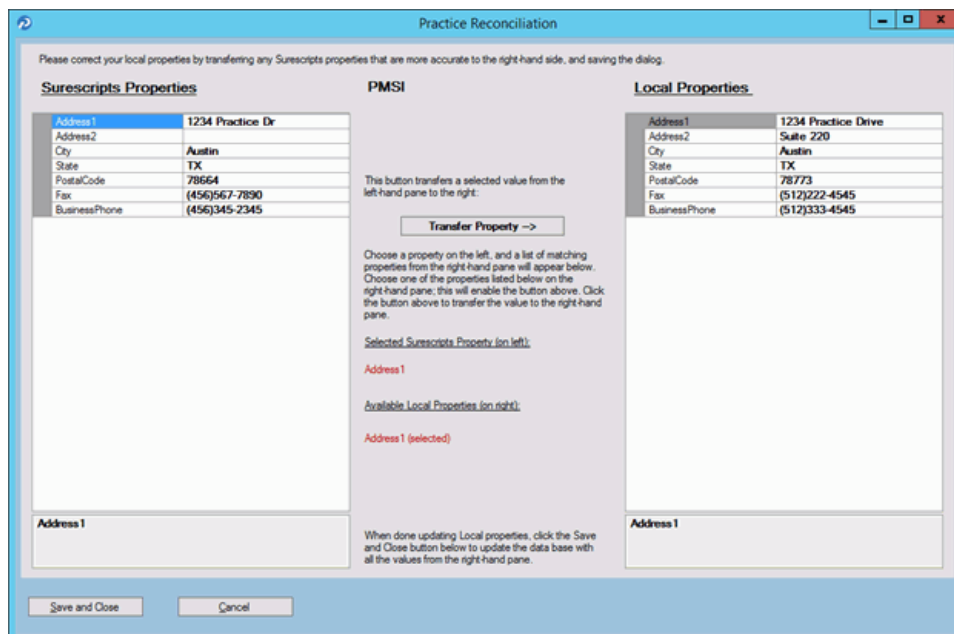 Practice Reconciliation
Please correct your local properties by transferring any Surescripts properties that are more accurate to the right-hand side, and saving the dialog.
Surescripts Properties
Address1 1234 Practice Dr
Address2
City Austin
State TX
PostalCode 78664
Fax (456)567-7890
BusinessPhone (456)345-2345
Address1
PMSI
This button transfers a selected value from the
left-hand pane to the right:
Transfer Property -->
Choose a property on the left, and a list of matching
properties from the right-hand pane will appear below.
Choose one of the properties listed below on the
right-hand pane; this will enable the button above. Click
the button above to transfer the value to the right-hand
pane.
Selected Surescripts Property (on left):
Address1
Available Local Properties (on right):
Address1 (selected)
When done updating Local properties, click the Save
and Close button below to update the data base with
all the values from the right-hand pane.
Local Properties
Address1 1234 Practice Drive
Address2 Suite 220
City Austin
State TX
PostalCode 78773
Fax (512)222-4545
BusinessPhone (512)333-4545
Address1
Save and Close
Cancel